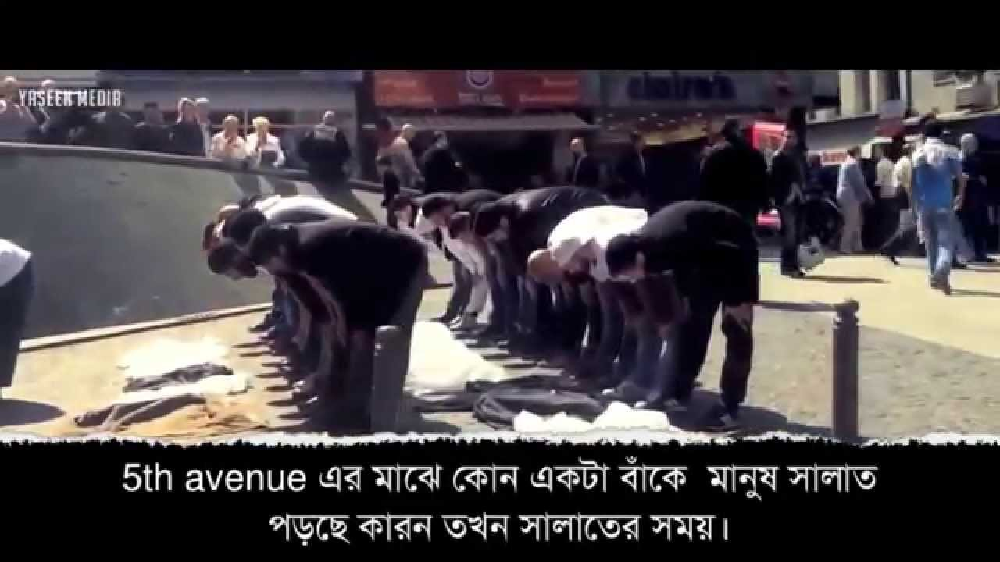 YASEEN MEDIA
5th avenue এর মাঝে কোন একটা বাঁকে মানুষ সালাত
পড়ছে কারন তখন সালাতের সময়।